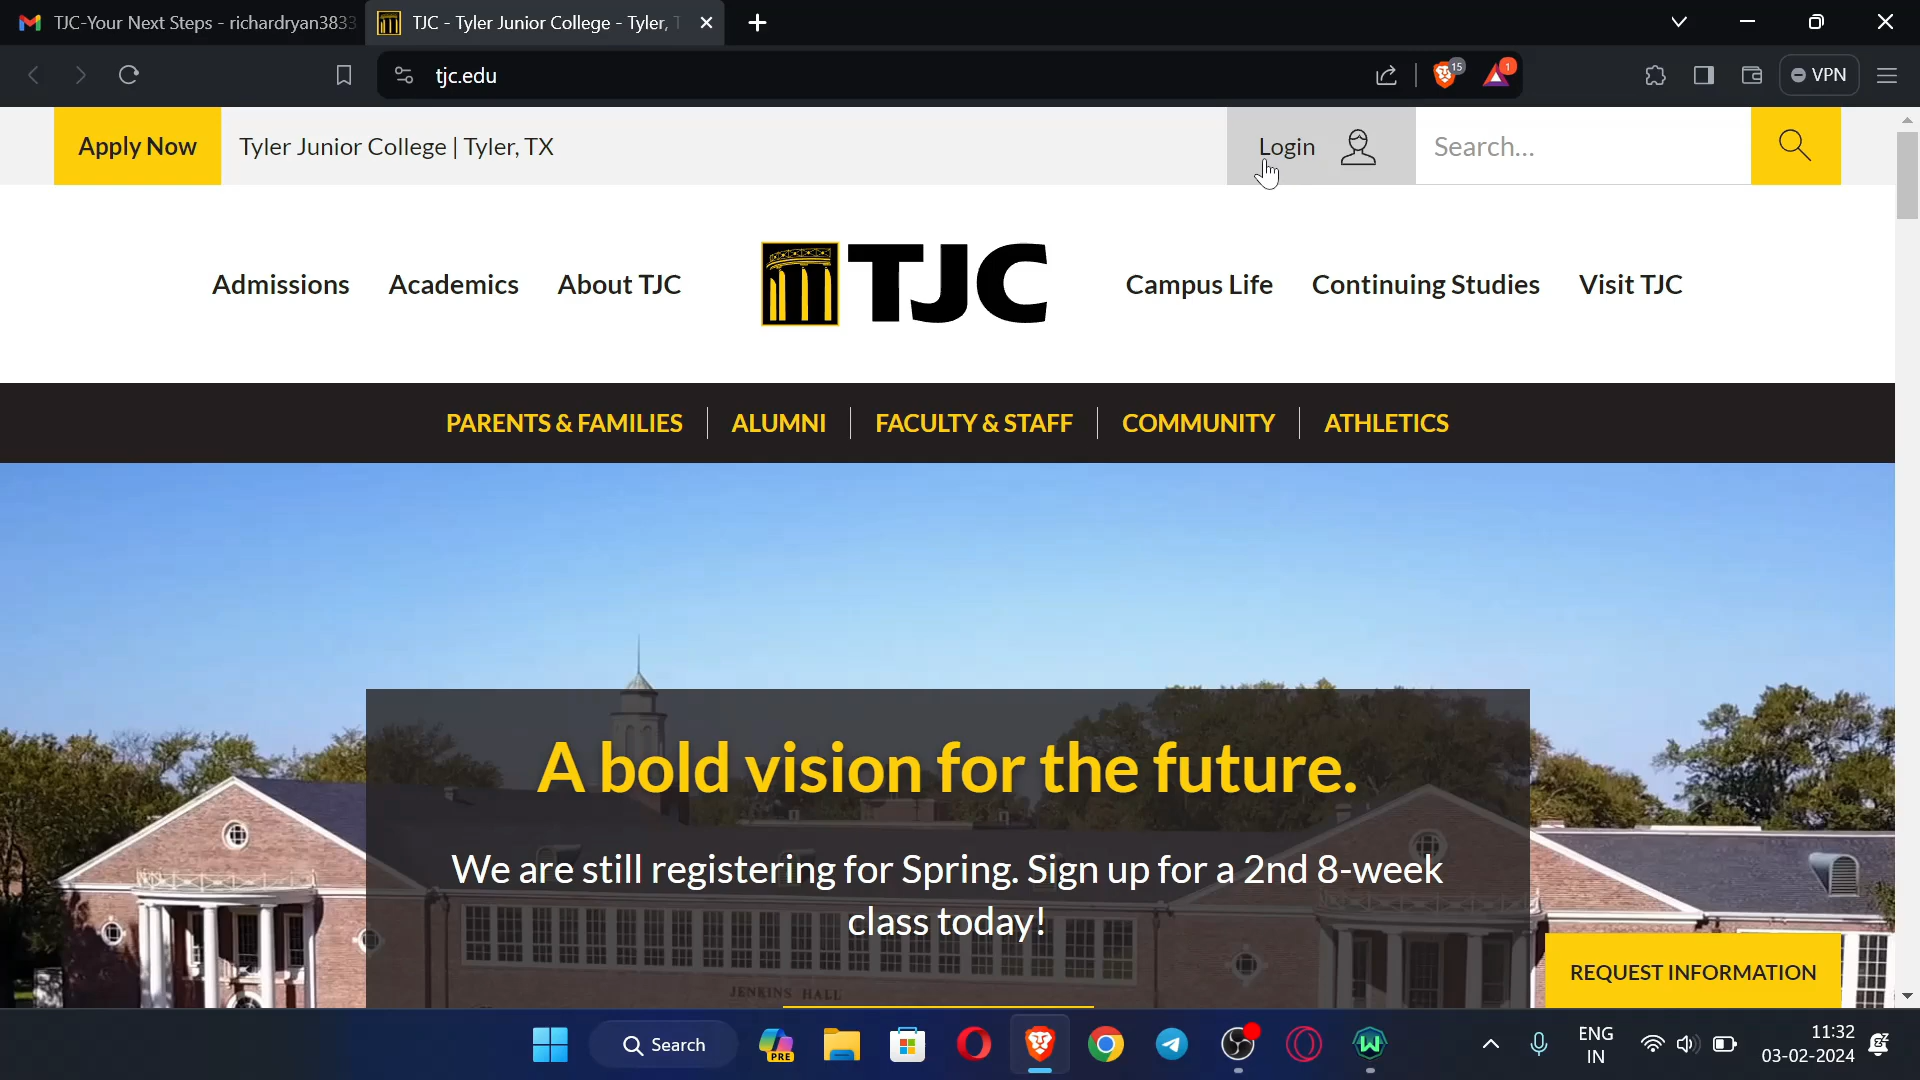 TJC-Your Next Steps - richardryan3833
TJC - Tyler Junior College - Tyler, T
tjc.edu
15
1
VPN
Apply Now
Tyler Junior College | Tyler, TX
Login
Search...
Admissions
Academics
About TJC
TJC
Campus Life
Continuing Studies
Visit TJC
PARENTS & FAMILIES
ALUMNI
FACULTY & STAFF
COMMUNITY
ATHLETICS
A bold vision for the future.
We are still registering for Spring. Sign up for a 2nd 8-week
class today!
JENKINS HALL
REQUEST INFORMATION
Search
PRE
ENG
IN
11:32
03-02-2024